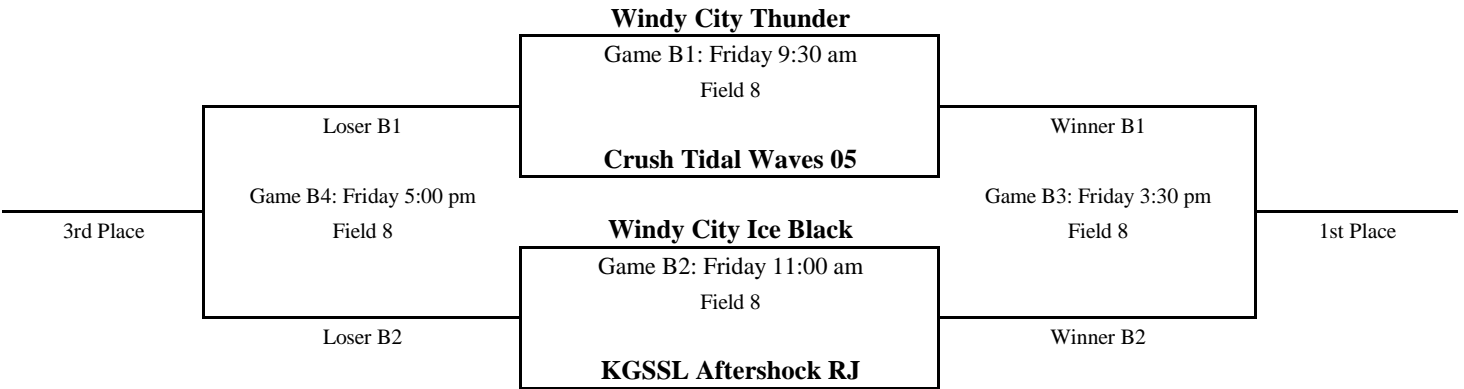 Windy City Thunder
Game B1: Friday 9:30 am
Field 8
Loser B1
Winner B1
Crush Tidal Waves 05
Game B4: Friday 5:00 pm
Game B3: Friday 3:30 pm
3rd Place
Field 8
Windy City Ice Black
Field 8
1st Place
Game B2: Friday 11:00 am
Field 8
Loser B2
Winner B2
KGSSL Aftershock RJ